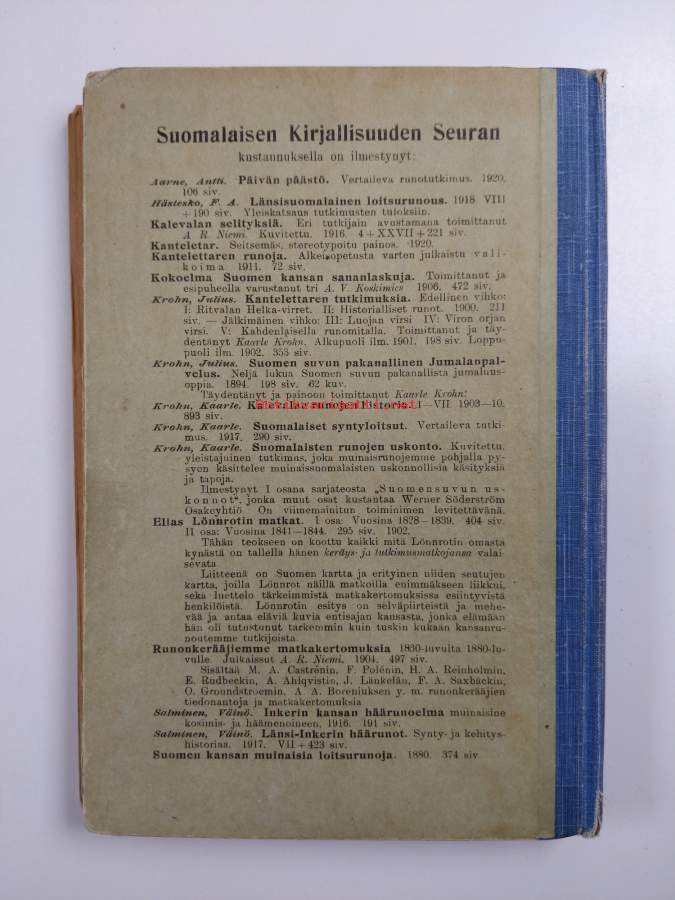 Suomalaisen Kirjallisuuden Seuran
kustannuksella on ilmestynyt:
Aarne, Antti. Päivän päästö. Vertaileva runotutkimus. 1920.
106 siv.
Hästesko, F. A. Länsisuomalainen loitsurunous. 1918. VIII
+ 190 siv. Yleiskatsaus tutkimusten tuloksiin.
Kalevalan selityksiä. Eri tutkijain avustamana toimittanut
A. R. Niemi. Kuvitettu. 1916. 4 + XXVII + 221 siv.
Kanteletar. Seitsemäs, stereotypoitu painos. 1920.
Kantelettaren runoja. Alkeisopetusta varten julkaistu vali-
koima. 1911. 72 siv.
Kokoelma Suomen kansan sananlaskuja. Toimittanut ja
esipuheella varustanut tri A. V. Koskimies 1906. 472 siv.
Krohn, Julius. Kantelettaren tutkimuksia. Edellinen vihko:
I: Ritvalan Helka-virret. II: Historialliset runot. 1900. 211
siv. — Jälkimäinen vihko: III: Luojan virsi IV: Viron orjan
virsi. V: Kahdenlaisella runomitalla. Toimittanut ja täy-
dentänyt Kaarle Krohn. Alkupuoli ilm. 1901. 198 siv. Loppu-
puoli ilm. 1902. 353 siv.
Krohn, Julius. Suomen suvun pakanallinen Jumalanpal-
velus. Neljä lukua Suomen suvun pakanallista jumaluus-
oppia. 1894. 198 siv. 62 kuv.
Täydentänyt ja painoon toimittanut Kaarle Krohn.
Krohn, Kaarle. Kalevalan runojen historia. I—VII. 1903—10.
893 siv.
Krohn, Kaarle. Suomalaiset syntyloitsut. Vertaileva tutki-
mus. 1917. 290 siv.
Krohn, Kaarle. Suomalaisten runojen uskonto. Kuvitettu,
yleistajuinen tutkimus, joka muinaisrunojemme pohjalla py-
syen käsittelee muinaissuomalaisten uskonnollisia käsityksiä
ja tapoja.
Ilmestynyt I osana sarjateosta „Suomensuvun us-
konnot", jonka muut osat kustantaa Werner Söderström
Osakeyhtiö. On viimemainitun toiminimen levitettävänä.
Elias Lönnrotin matkat. I osa: Vuosina 1828—1839. 404 siv.
II osa: Vuosina 1841—1844. 295 siv. 1902.
Tähän teokseen on koottu kaikki mitä Lönnrotin omasta
kynästä on tallella hänen keräys- ja tutkimusmatkojansa valai-
sevata.
Liitteenä on Suomen kartta ja erityinen niiden seutujen
kartta, joilla Lönnrot näillä matkoilla enimmäkseen liikkui,
sekä luettelo tärkeimmistä matkakertomuksissa esiintyvistä
henkilöistä. Lönnrotin esitys on selväpiirteistä ja mehe-
vää ja antaa eläviä kuvia entisajan kansasta, jonka elämään
hän oli tutustunut tarkemmin kuin tuskin kukaan kansanru-
noutemme tutkijoista.
Runonkerääjiemme matkakertomuksia 1830-luvulta 1880-lu-
vulle. Julkaissut A. R. Niemi. 1904. 497 siv.
Sisältää M. A. Castrénin, F. Polénin, H. A. Reinholmin,
E. Rudbeckin, A. Ahlqvistin, J. Länkelän, F. A. Saxbäckin,
O. Groundstroemin, A. A. Boreniuksen y. m. runonkerääjien
tiedonantoja ja matkakertomuksia
Salminen, Väinö. Inkerin kansan häärunoelma muinaisine
kosimis- ja häämenoineen. 1916. 191 siv.
Salminen, Väinö. Länsi-Inkerin häärunot. Synty- ja kehitys-
historiaa. 1917. VII + 423 siv.
Suomen kansan muinaisia loitsurunoja. 1880. 374 siv.